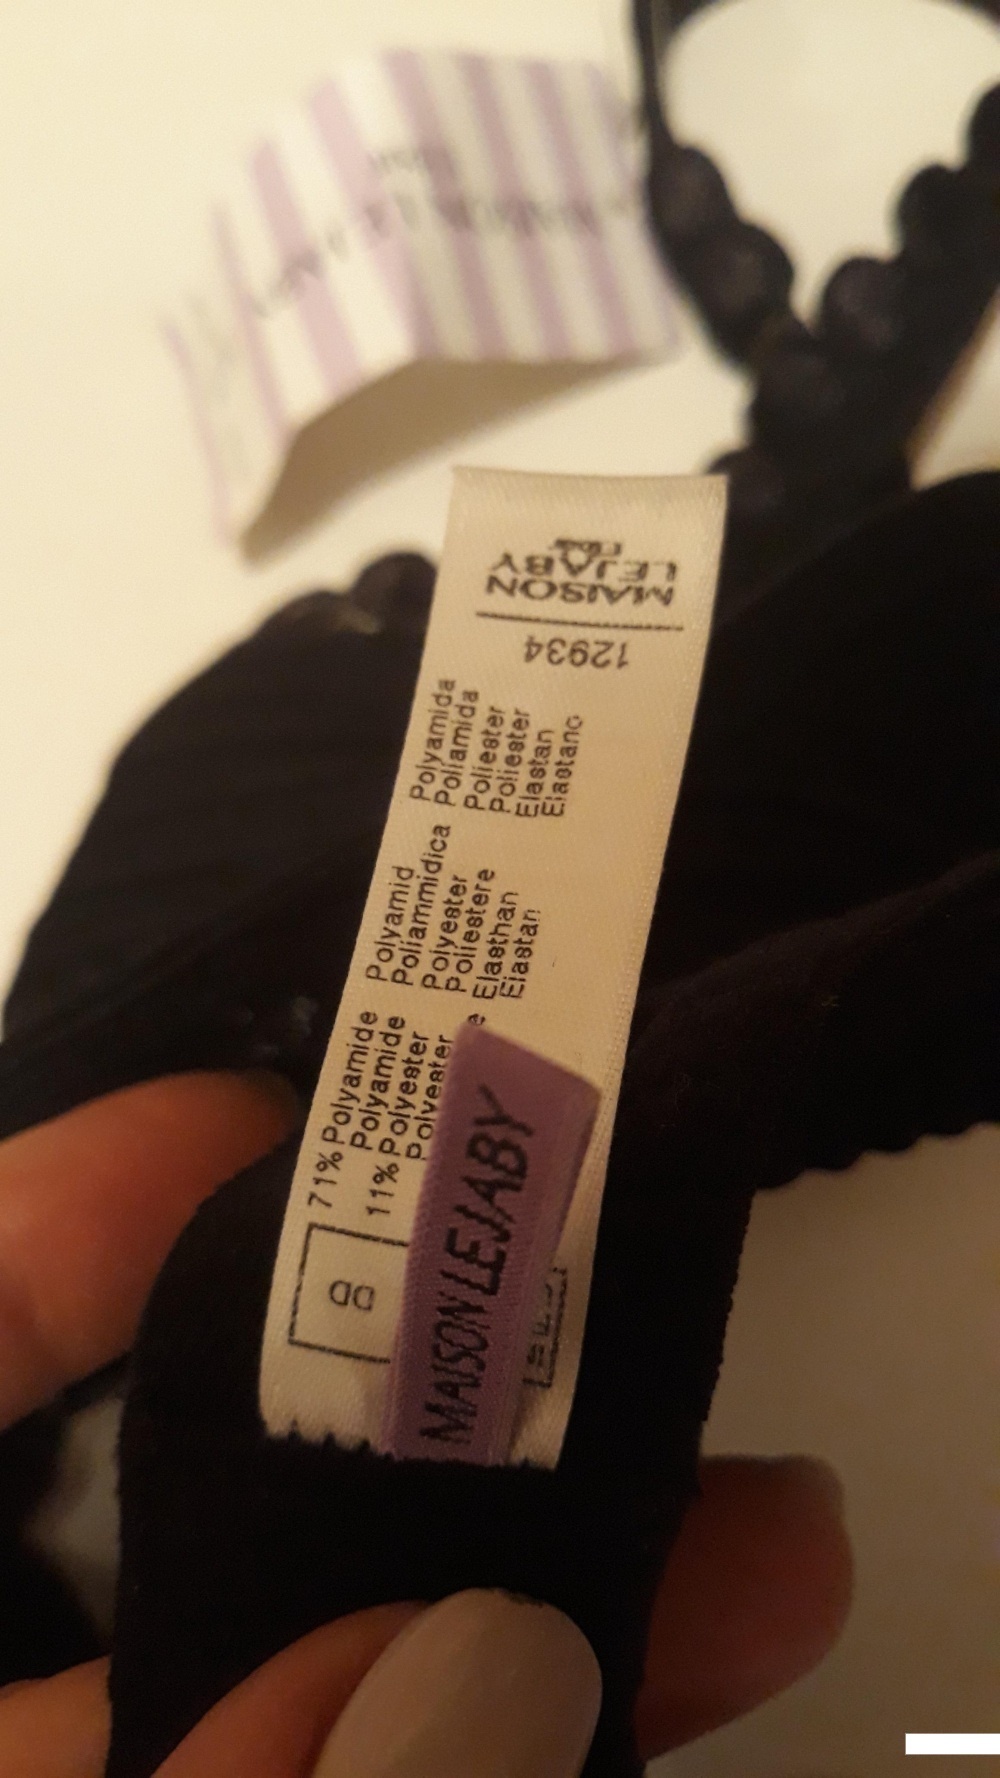 MAISON
LEJABY
12934
71% Polyamide Polyamid Polyamida
Polyamide Poliammidica Poliamida
11% Polyester Polyester Poliester
Polyester Poliestere Poliester
Elasthan Elastan
Elastan Elastano
DD
MAISON LEJABY